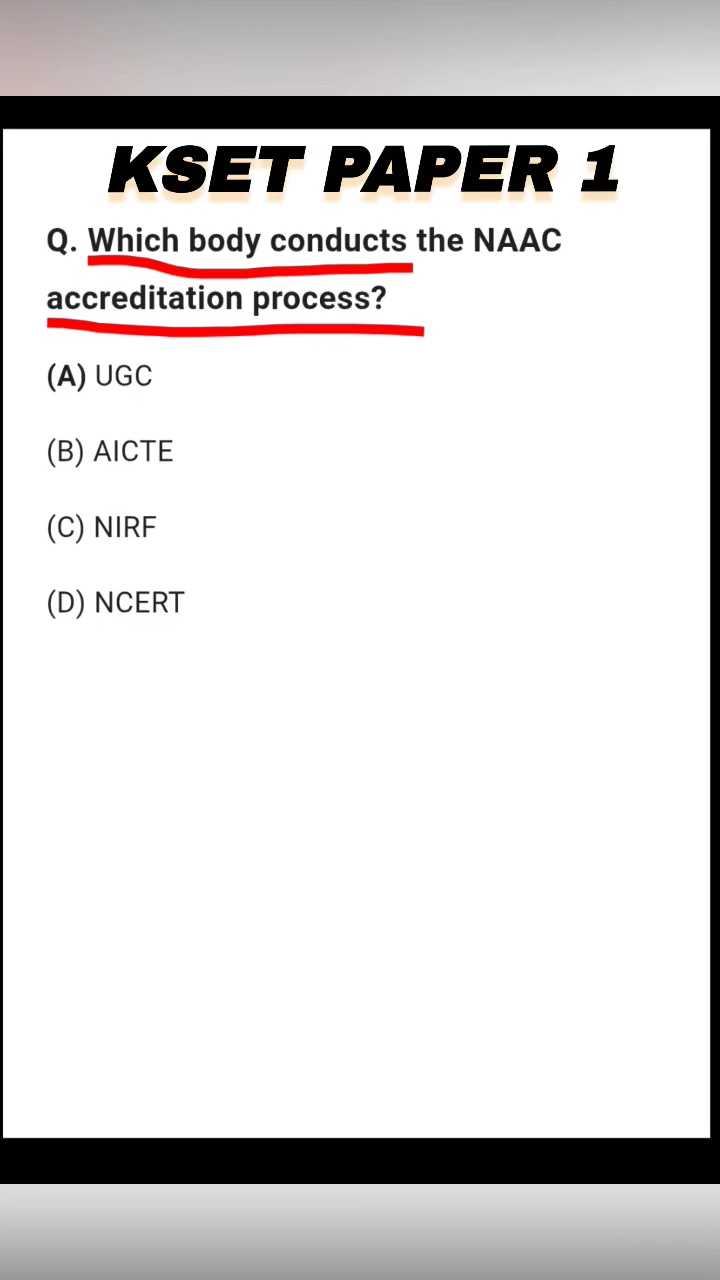 KSET PAPER 1
Q. Which body conducts the NAAC
accreditation process?
(A) UGC
(B) AICTE
(C) NIRF
(D) NCERT